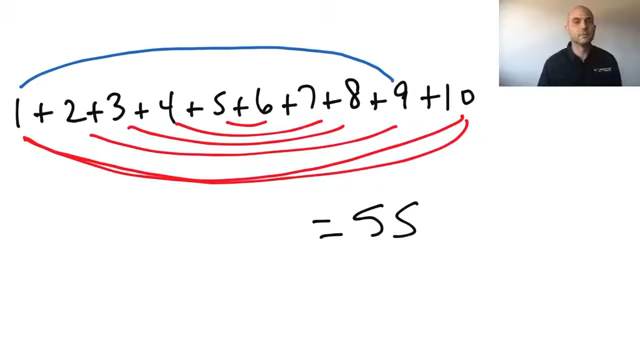 1 + 2 + 3 + 4 + 5 + 6 + 7 + 8 + 9 + 10
= 55